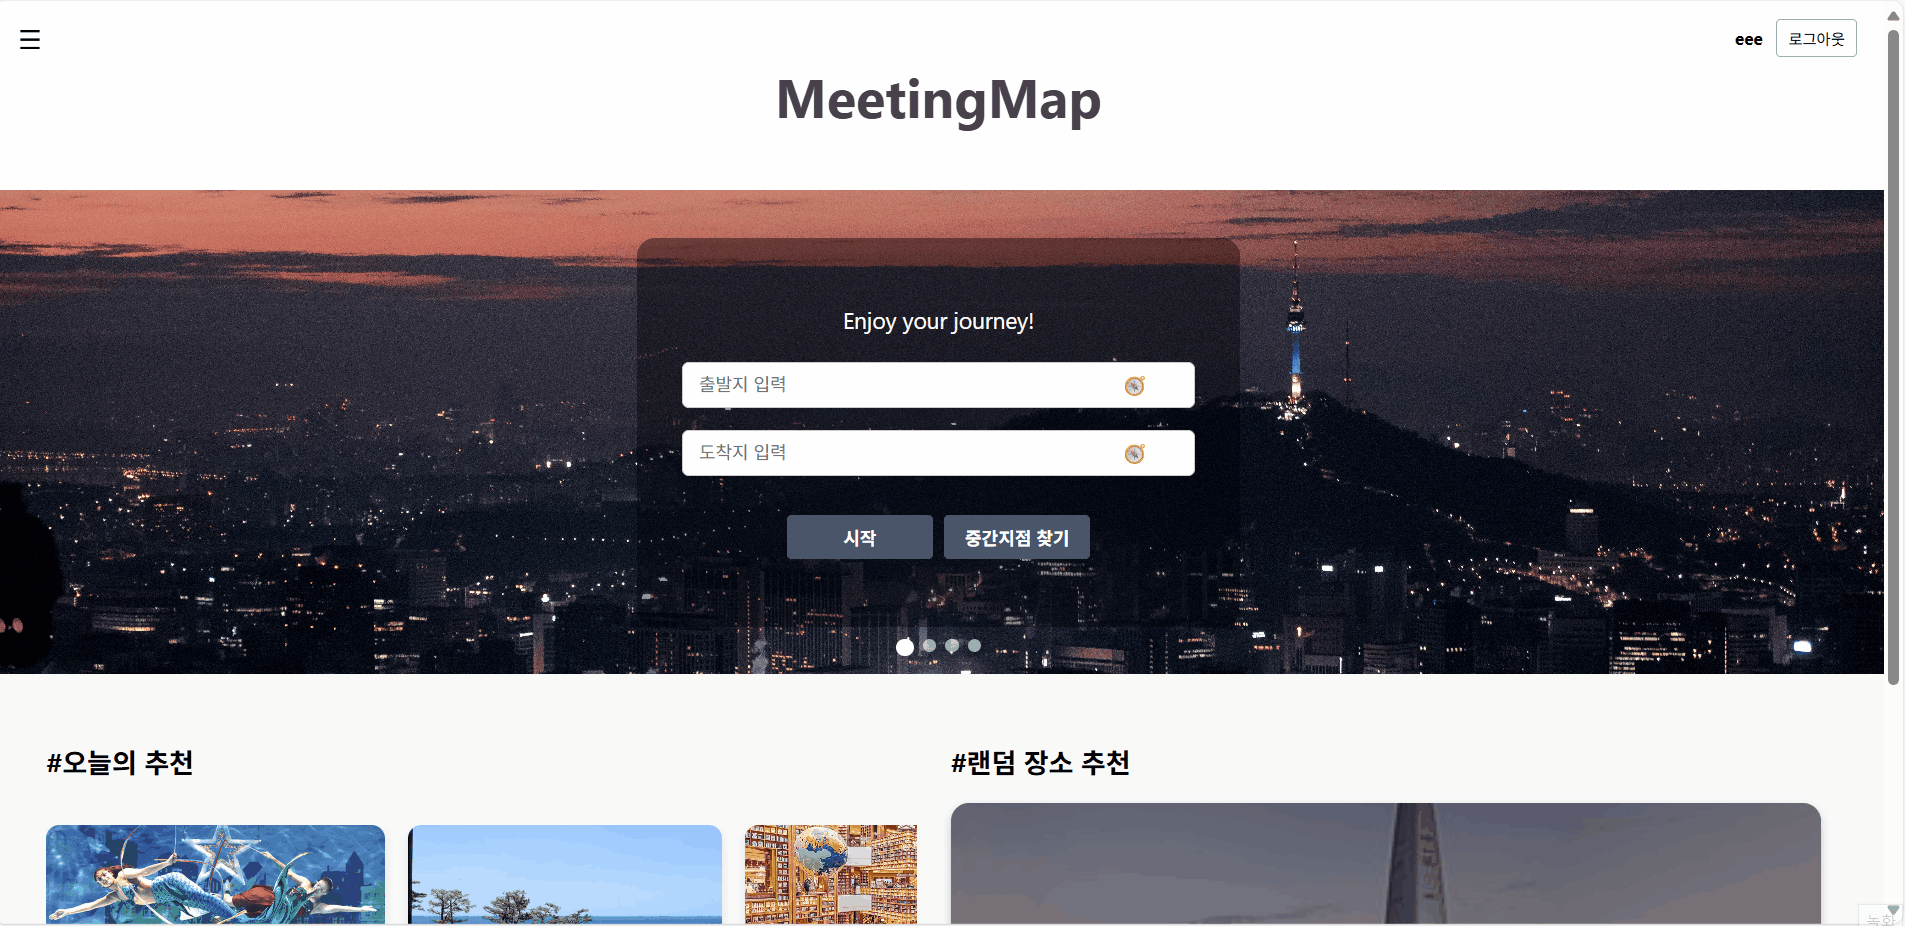 ☰
eee
로그아웃
MeetingMap
Enjoy your journey!
출발지 입력
도착지 입력
시작
중간지점 찾기
#오늘의 추천
#랜덤 장소 추천
녹화